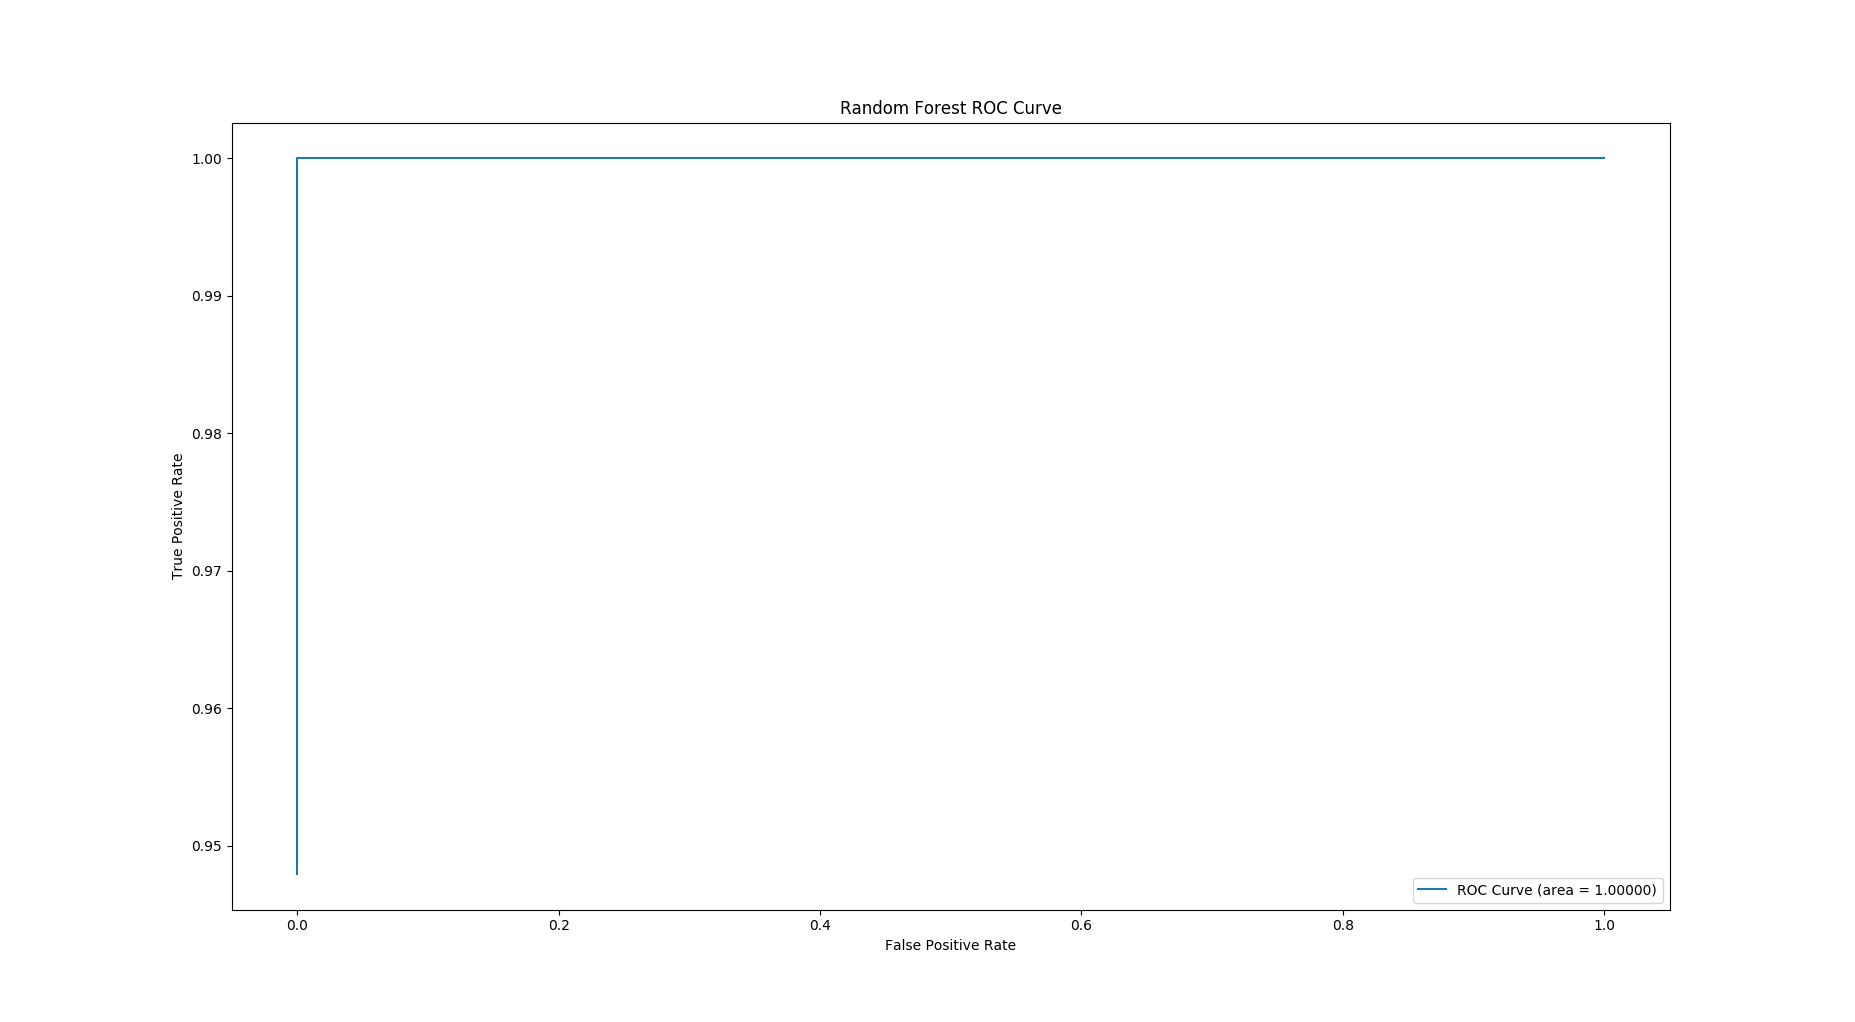 Random Forest ROC Curve
1.00
0.99
0.98
0.97
0.96
0.95
True Positive Rate
0.0 0.2 0.4 0.6 0.8 1.0
False Positive Rate
ROC Curve (area = 1.00000)